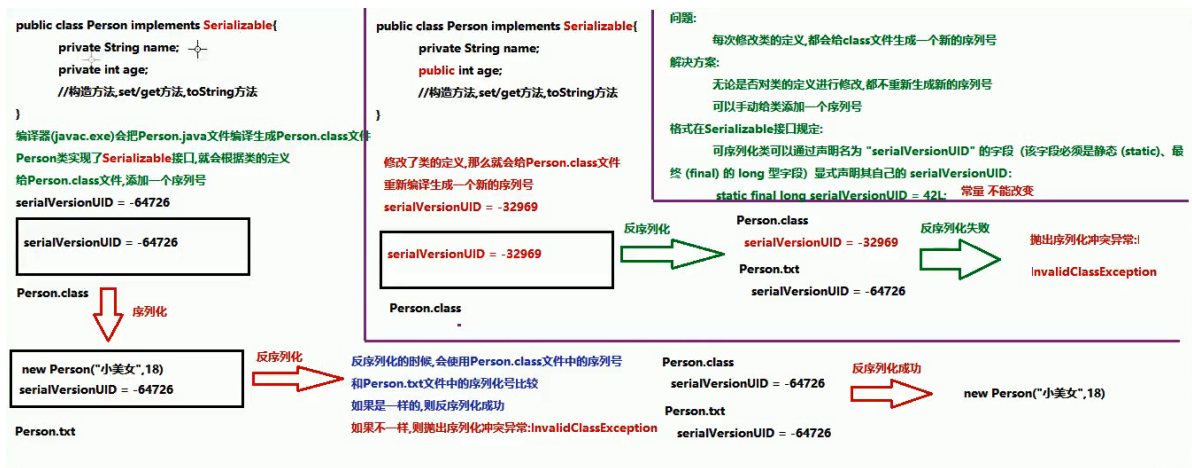 public class Person implements Serializable{
private String name;
private int age;
//构造方法,set/get方法,toString方法
}
编译器(javac.exe)会把Person.java文件编译生成Person.class文件
Person类实现了Serializable接口,就会根据类的定义
给Person.class文件,添加一个序列号
serialVersionUID = -64726
serialVersionUID = -64726
Person.class
序列化
new Person("小美女",18)
serialVersionUID = -64726
Person.txt
public class Person implements Serializable{
private String name;
public int age;
//构造方法,set/get方法,toString方法
}
修改了类的定义,那么就会给Person.class文件
重新编译生成一个新的序列号
serialVersionUID = -32969
serialVersionUID = -32969
Person.class
反序列化
Person.class
serialVersionUID = -32969
Person.txt
serialVersionUID = -64726
反序列化失败
抛出序列化冲突异常:I
InvalidClassException
问题:
每次修改类的定义,都会给class文件生成一个新的序列号
解决方案:
无论是否对类的定义进行修改,都不重新生成新的序列号
可以手动给类添加一个序列号
格式在Serializable接口规定:
可序列化类可以通过声明名为 "serialVersionUID" 的字段（该字段必须是静态 (static)、最
终 (final) 的 long 型字段）显式声明其自己的 serialVersionUID:
static final long serialVersionUID = 42L; 常量 不能改变
反序列化
反序列化的时候,会使用Person.class文件中的序列号
和Person.txt文件中的序列化号比较
如果是一样的,则反序列化成功
如果不一样,则抛出序列化冲突异常:InvalidClassException
Person.class
serialVersionUID = -64726
Person.txt
serialVersionUID = -64726
反序列化成功
new Person("小美女",18)